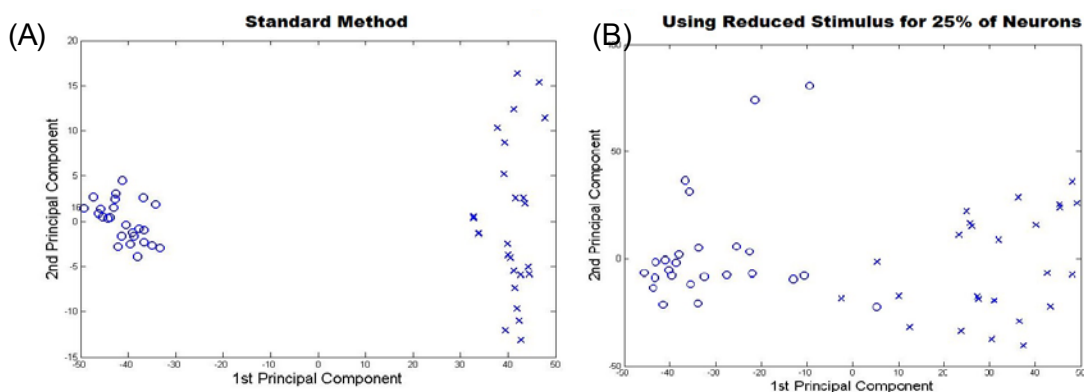 (A)
Standard Method
20
15
10
5
0
-5
-10
-15
2nd Principal Component
-50 -40 -30 -20 -10 0 10 20 30 40 50
1st Principal Component
(B)
Using Reduced Stimulus for 25% of Neurons
50
0
-50
2nd Principal Component
-50 -40 -30 -20 -10 0 10 20 30 40 50
1st Principal Component